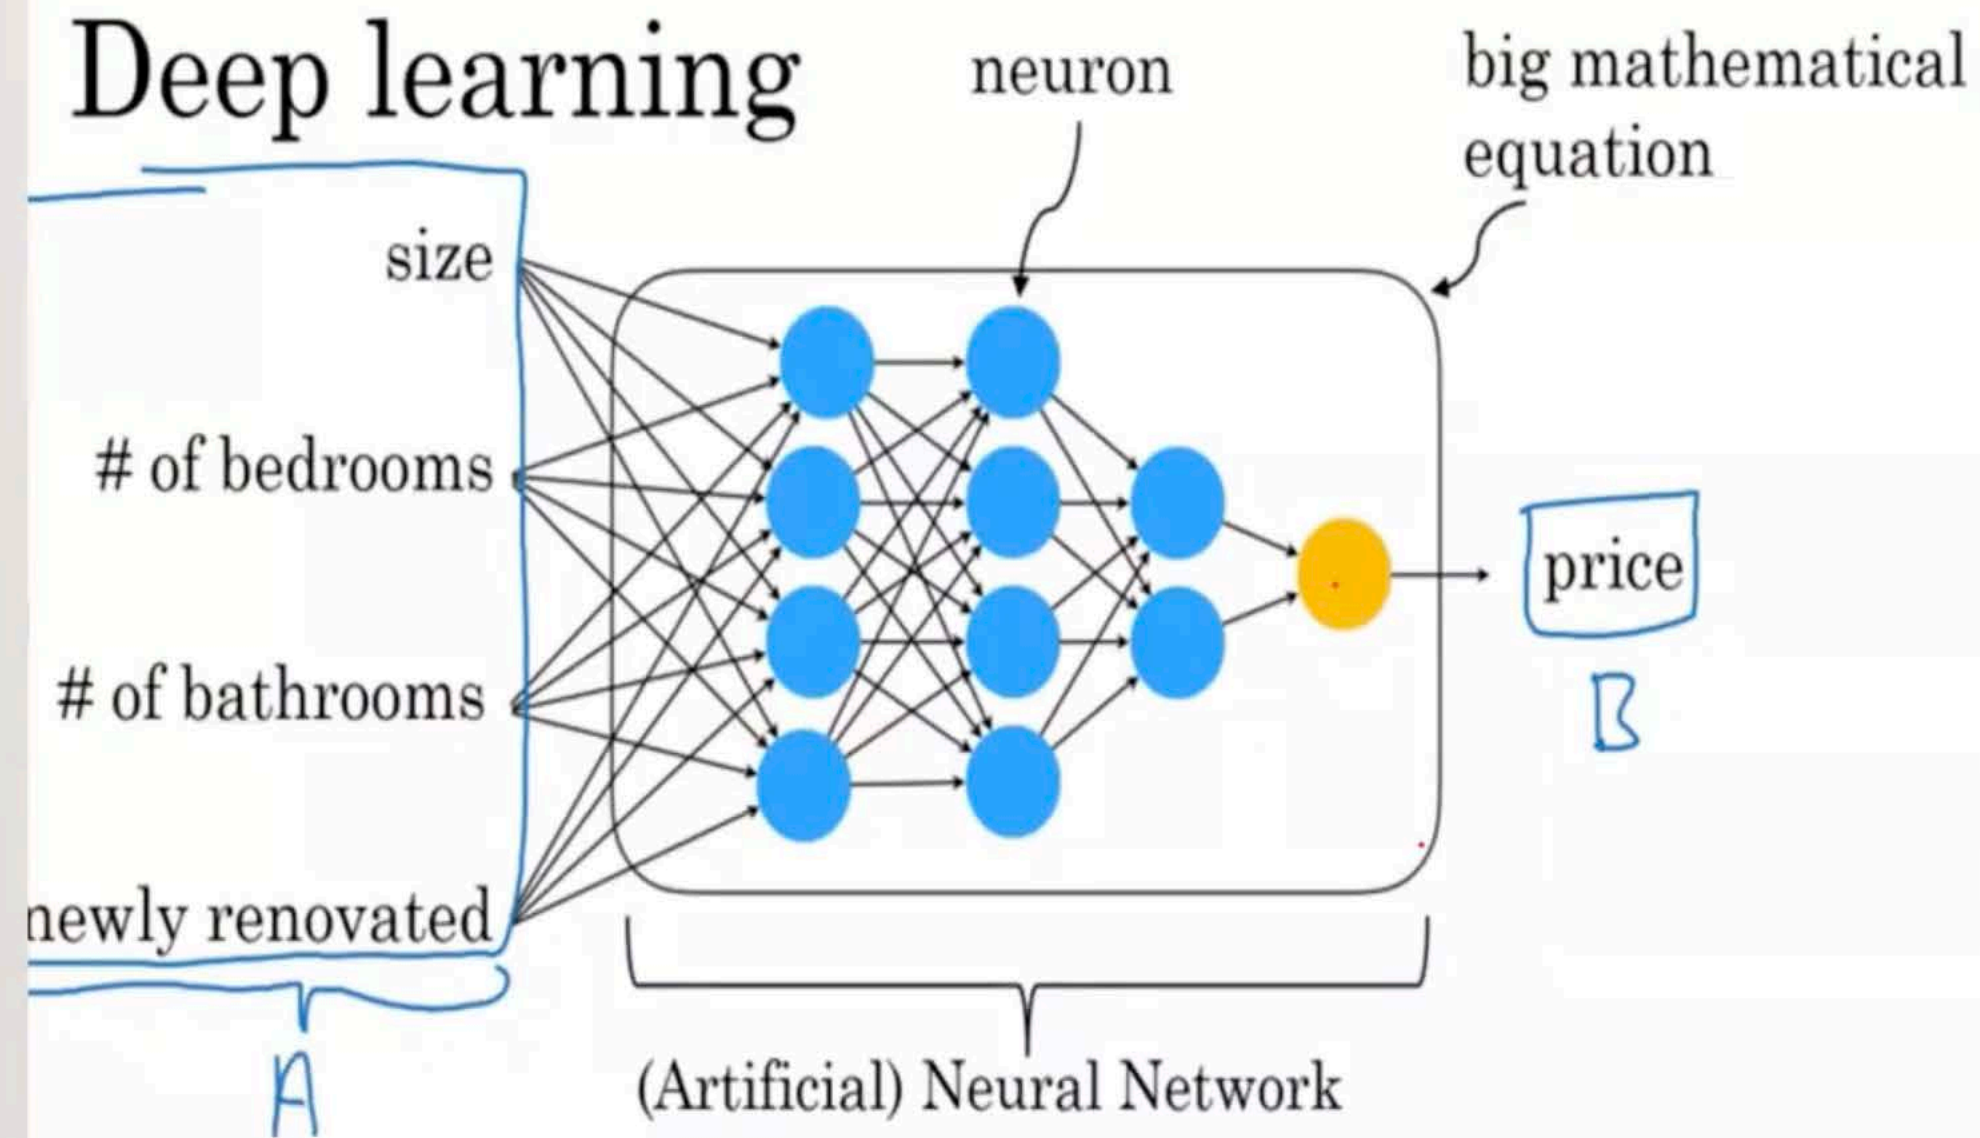 Deep learning
neuron
big mathematical
equation
size
# of bedrooms
# of bathrooms
newly renovated
price
B
A
(Artificial) Neural Network